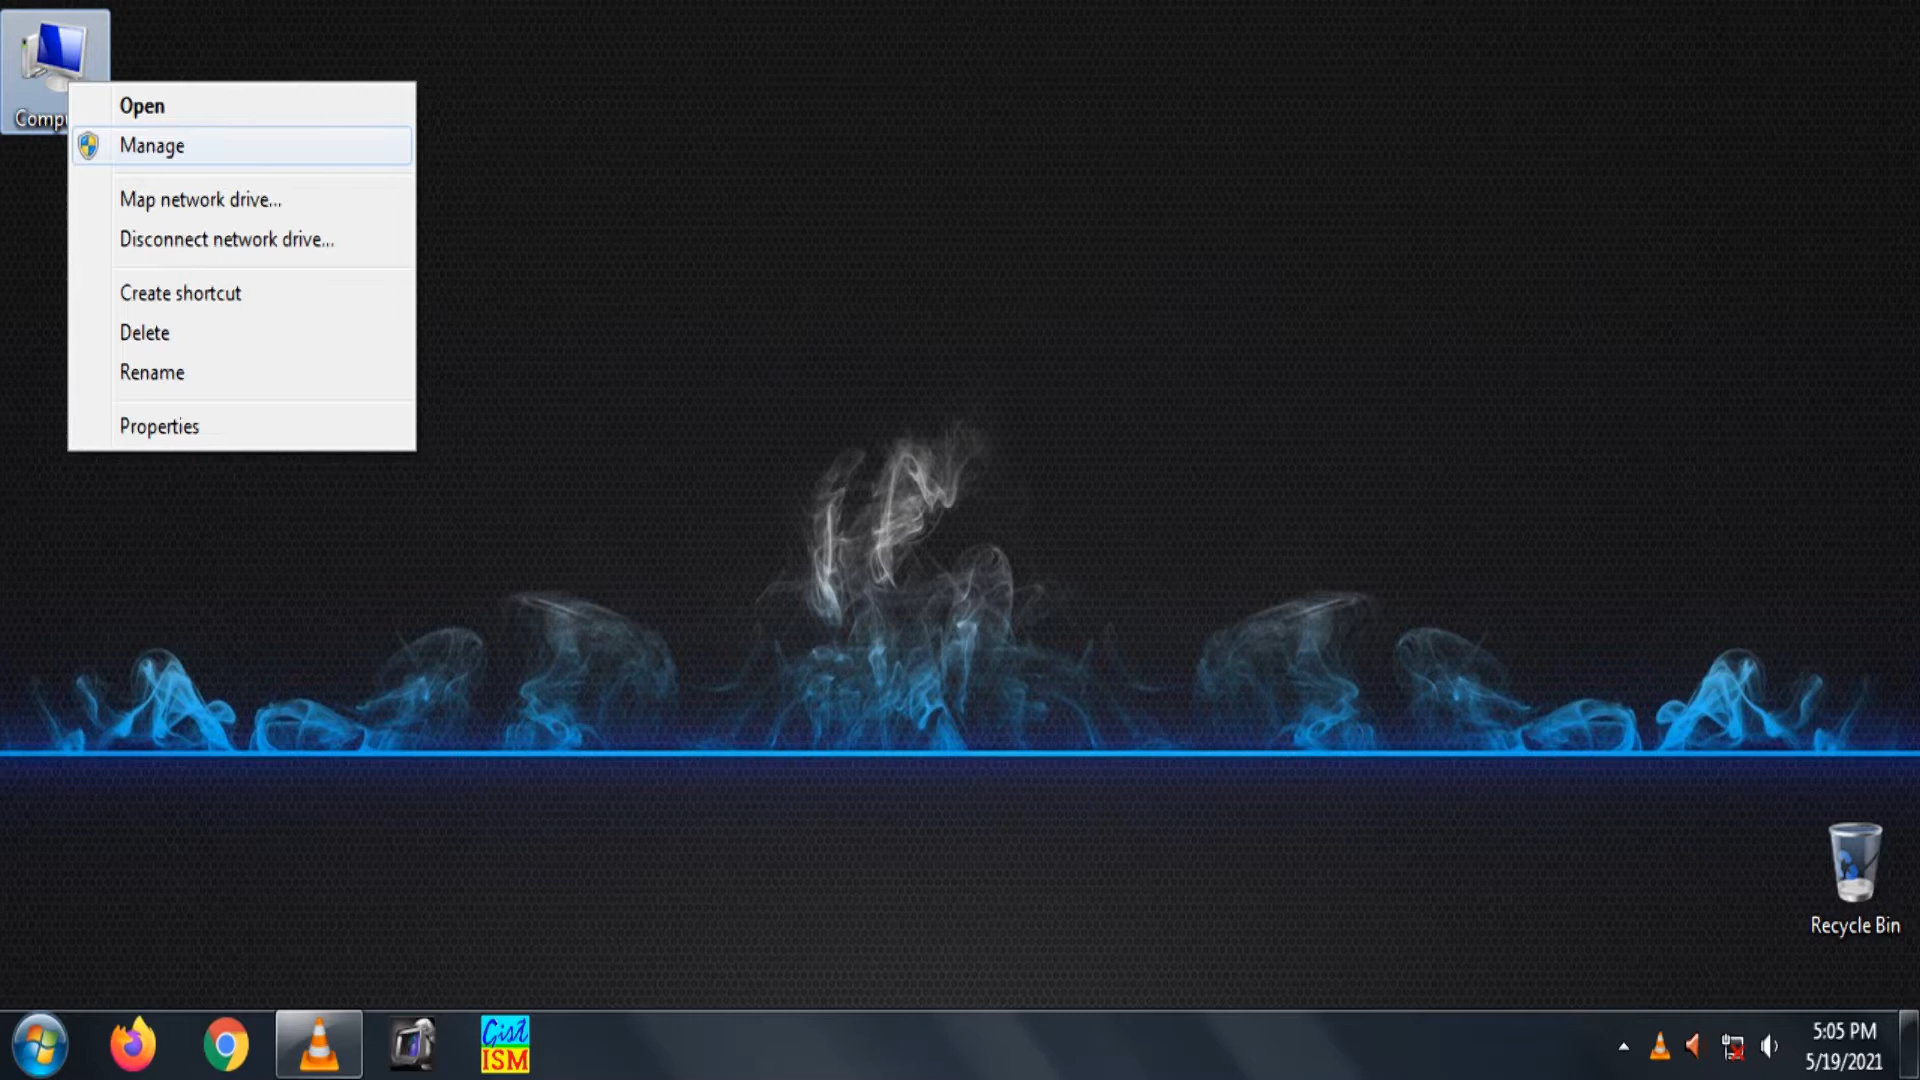 Open
Comp
Manage
Map network drive...
Disconnect network drive...
Create shortcut
Delete
Rename
Properties
Recycle Bin
Gist
ISM
5:05 PM
5/19/2021